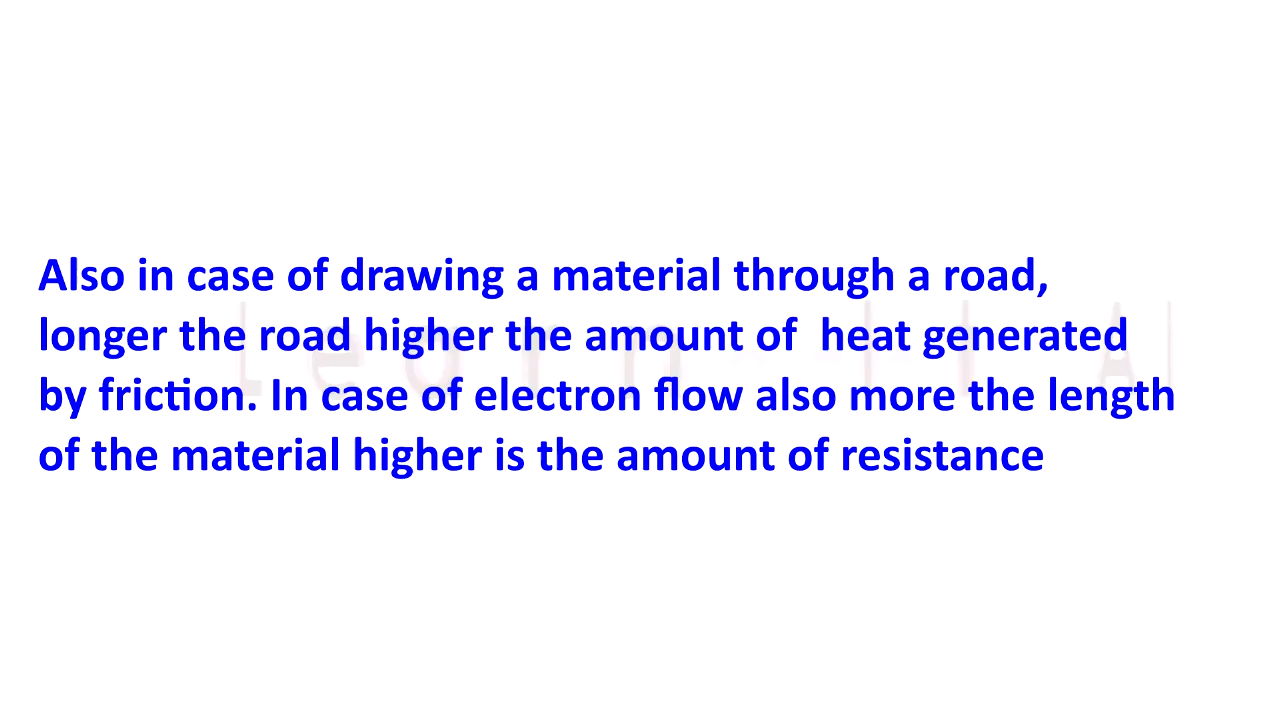 Also in case of drawing a material through a road,
longer the road higher the amount of  heat generated
by friction. In case of electron flow also more the length
of the material higher is the amount of resistance